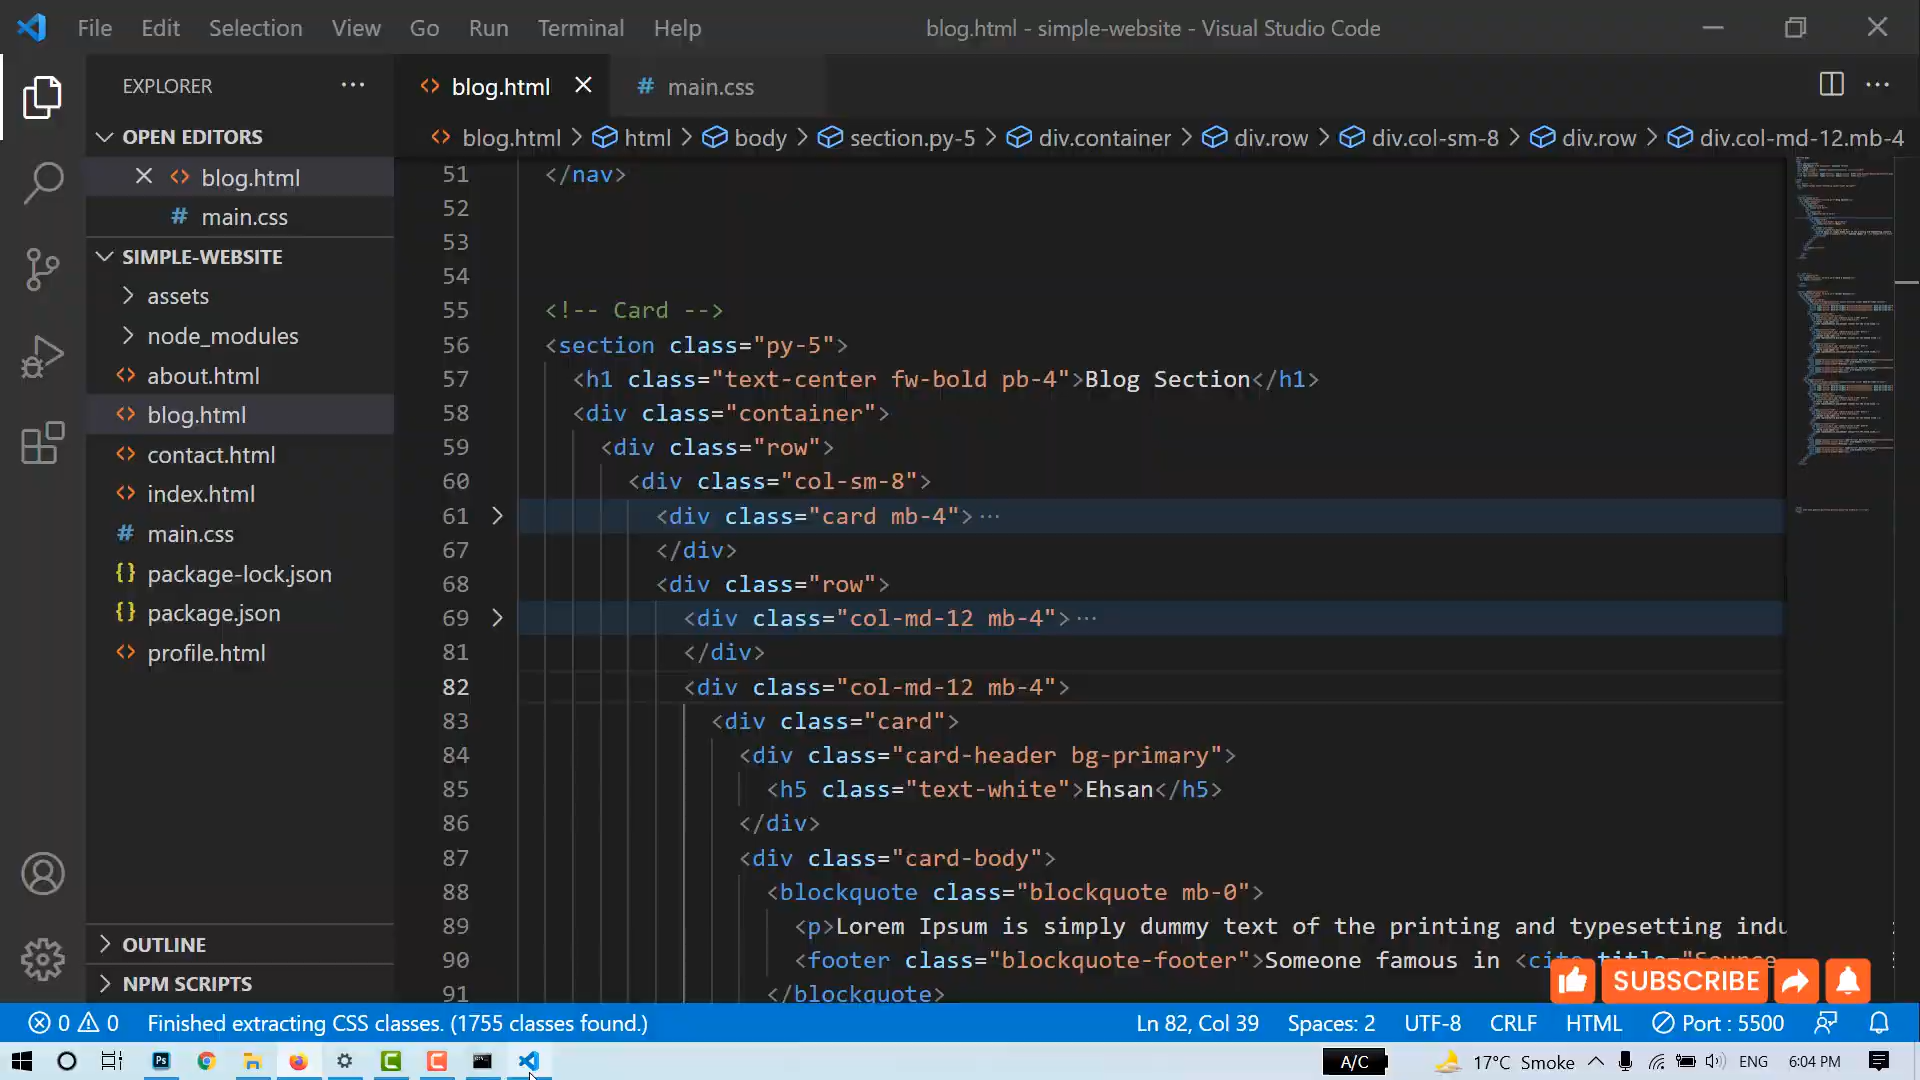 File Edit Selection View Go Run Terminal Help
blog.html - simple-website - Visual Studio Code
EXPLORER
OPEN EDITORS
blog.html
main.css
SIMPLE-WEBSITE
assets
node_modules
about.html
blog.html
contact.html
index.html
main.css
package-lock.json
package.json
profile.html
OUTLINE
NPM SCRIPTS
blog.html
main.css
blog.html > html > body > section.py-5 > div.container > div.row > div.col-sm-8 > div.row > div.col-md-12.mb-4
51 </nav>
52
53
54
55 <!-- Card -->
56 <section class="py-5">
57 <h1 class="text-center fw-bold pb-4">Blog Section</h1>
58 <div class="container">
59 <div class="row">
60 <div class="col-sm-8">
61 <div class="card mb-4">
67 </div>
68 <div class="row">
69 <div class="col-md-12 mb-4">
81 </div>
82 <div class="col-md-12 mb-4">
83 <div class="card">
84 <div class="card-header bg-primary">
85 <h5 class="text-white">Ehsan</h5>
86 </div>
87 <div class="card-body">
88 <blockquote class="blockquote mb-0">
89 <p>Lorem Ipsum is simply dummy text of the printing and typesetting indu
90 <footer class="blockquote-footer">Someone famous in
91 </blockquote>
SUBSCRIBE
0 0 Finished extracting CSS classes. (1755 classes found.)
Ln 82, Col 39 Spaces: 2 UTF-8 CRLF HTML Port : 5500
Ps
A/C 17°C Smoke ENG 6:04 PM